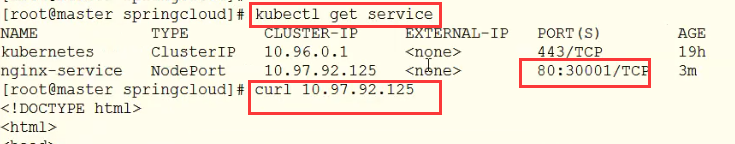 [root@master springcloud]# kubectl get service
NAME TYPE CLUSTER-IP EXTERNAL-IP PORT(S) AGE
kubernetes ClusterIP 10.96.0.1 <none> 443/TCP 19h
nginx-service NodePort 10.97.92.125 <none> 80:30001/TCP 3m
[root@master springcloud]# curl 10.97.92.125
<!DOCTYPE html>
<html>
<head>